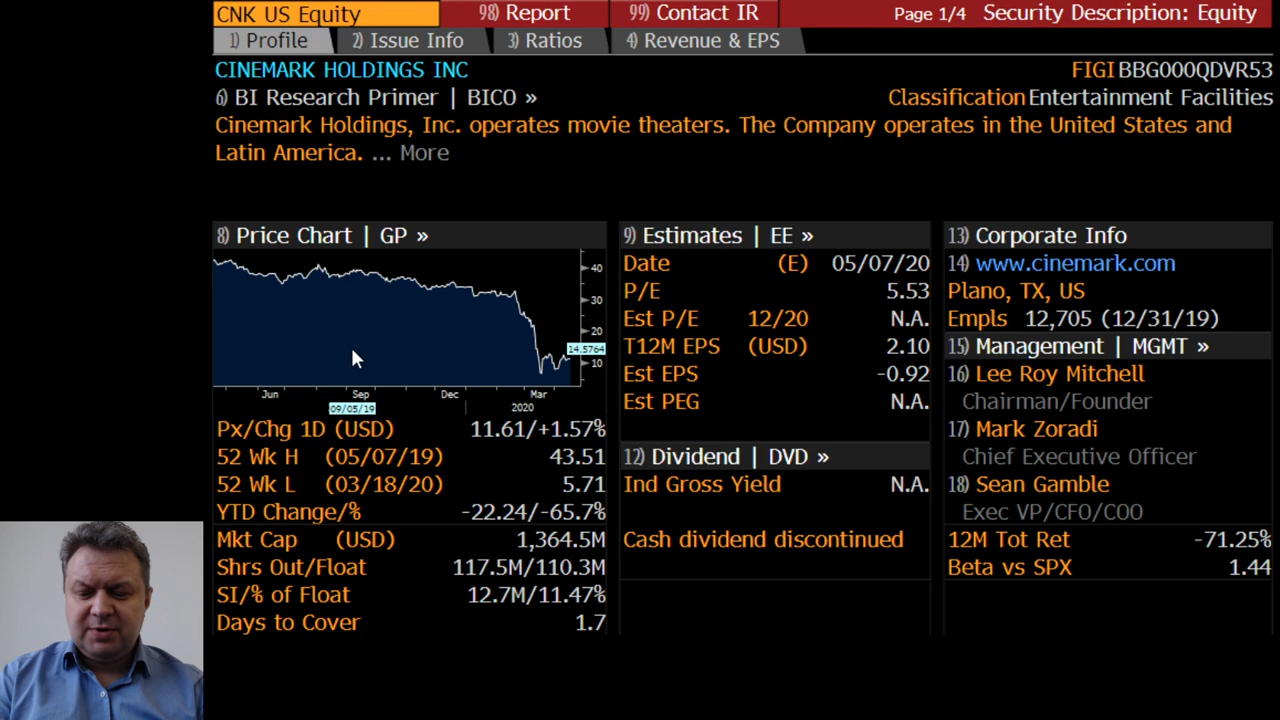 CNK US Equity 98) Report 99) Contact IR Page 1/4 Security Description: Equity
1) Profile 2) Issue Info 3) Ratios 4) Revenue & EPS
CINEMARK HOLDINGS INC FIGI BBG000QDVR53
6) BI Research Primer | BICO » Classification Entertainment Facilities
Cinemark Holdings, Inc. operates movie theaters. The Company operates in the United States and
Latin America. ... More
8) Price Chart | GP »
40
30
20
14.5764
10
Jun Sep Dec Mar
09/05/19 2020
Px/Chg 1D (USD) 11.61/+1.57%
52 Wk H (05/07/19) 43.51
52 Wk L (03/18/20) 5.71
YTD Change/% -22.24/-65.7%
Mkt Cap (USD) 1,364.5M
Shrs Out/Float 117.5M/110.3M
SI/% of Float 12.7M/11.47%
Days to Cover 1.7
9) Estimates | EE »
Date (E) 05/07/20
P/E 5.53
Est P/E 12/20 N.A.
T12M EPS (USD) 2.10
Est EPS -0.92
Est PEG N.A.
12) Dividend | DVD »
Ind Gross Yield N.A.
Cash dividend discontinued
13) Corporate Info
14) www.cinemark.com
Plano, TX, US
Empls 12,705 (12/31/19)
15) Management | MGMT »
16) Lee Roy Mitchell
Chairman/Founder
17) Mark Zoradi
Chief Executive Officer
18) Sean Gamble
Exec VP/CFO/COO
12M Tot Ret -71.25%
Beta vs SPX 1.44